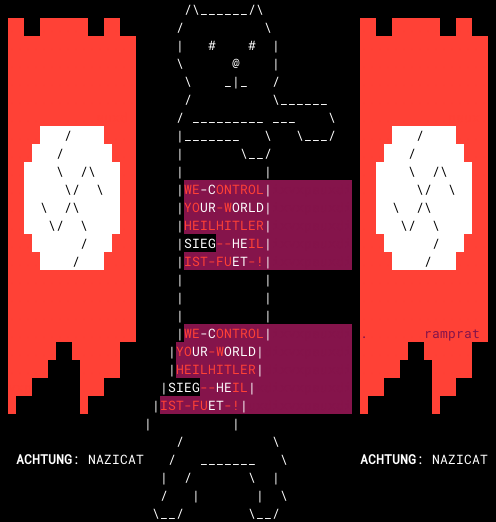 WE-CONTROL
YOUR-WORLD
HEILHITLER
SIEG--HEIL
IST-FUET-!
WE-CONTROL
. ramprat
YOUR-WORLD
HEILHITLER
SIEG--HEIL
IST-FUET-!
ACHTUNG: NAZICAT
ACHTUNG: NAZICAT